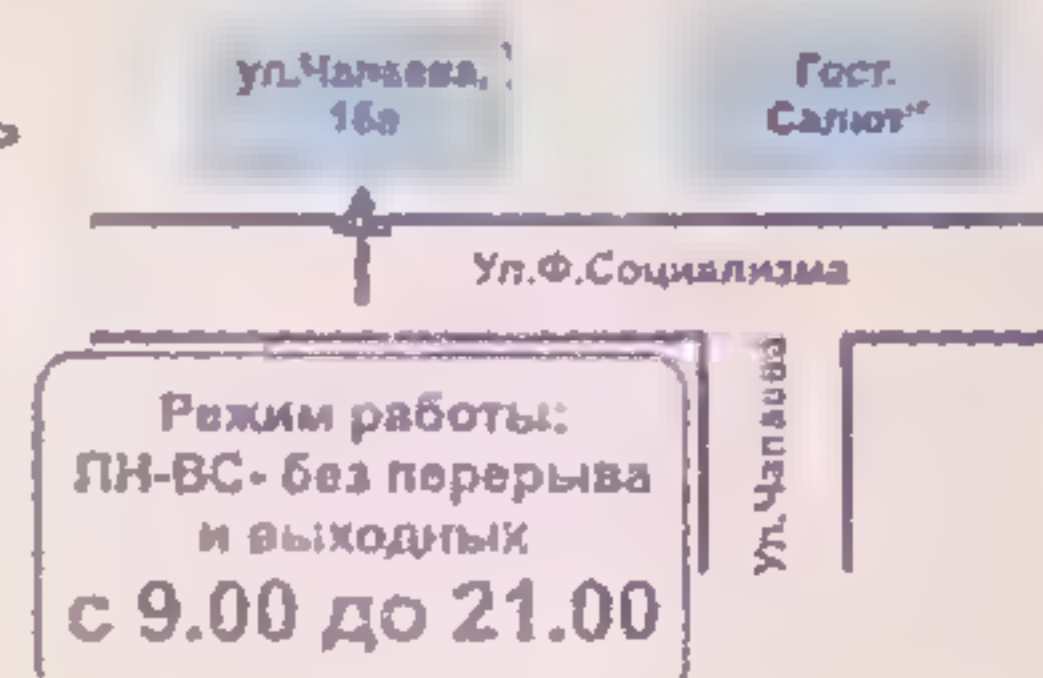 ул.Чапаева,
16а
Гост.
Салют"
Ул.Ф.Социализма
Ул.Чапаева
Режим работы:
ПН-ВС- без перерыва
и выходных
с 9.00 до 21.00